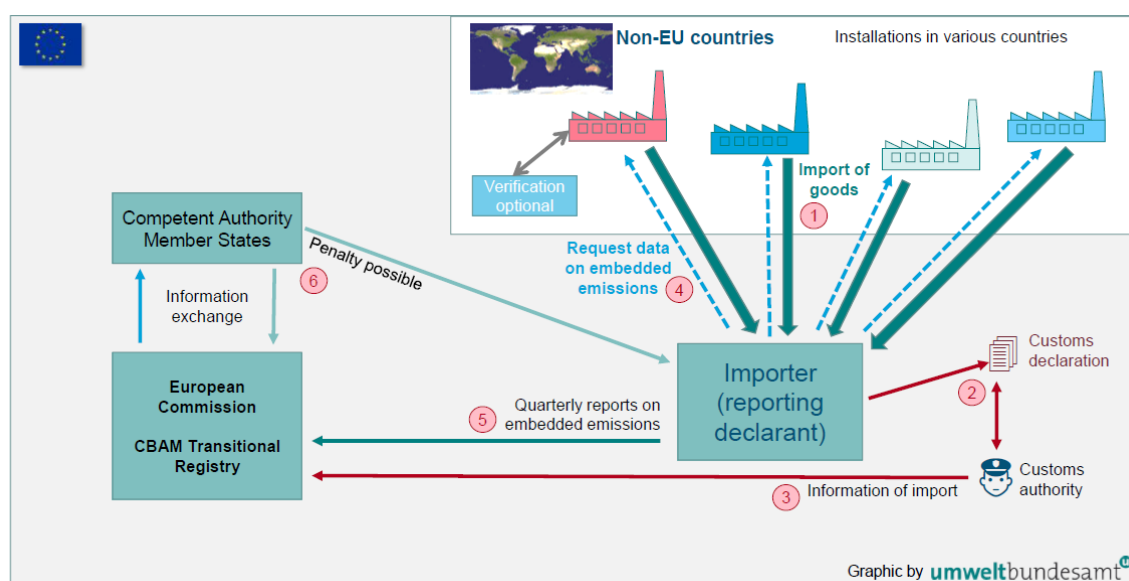 Non-EU countries
Installations in various countries
Verification
optional
Import of
goods
1
Request data
on embedded
emissions
4
Competent Authority
Member States
Penalty possible
6
Information
exchange
European
Commission
CBAM Transitional
Registry
Importer
(reporting
declarant)
Customs
declaration
2
Quarterly reports on
embedded emissions
5
Customs
authority
3
Information of import
Graphic by umweltbundesamt
u